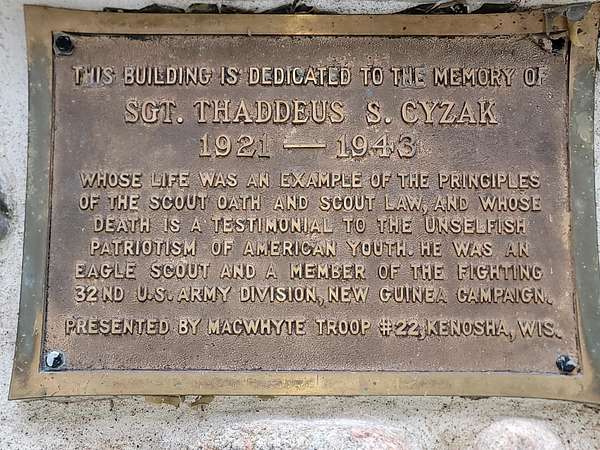 THIS BUILDING IS DEDICATED TO THE MEMORY OF
SGT. THADDEUS S. CYZAK
1921 — 1943
WHOSE LIFE WAS AN EXAMPLE OF THE PRINCIPLES
OF THE SCOUT OATH AND SCOUT LAW, AND WHOSE
DEATH IS A TESTIMONIAL TO THE UNSELFISH
PATRIOTISM OF AMERICAN YOUTH. HE WAS AN
EAGLE SCOUT AND A MEMBER OF THE FIGHTING
32ND U.S. ARMY DIVISION, NEW GUINEA CAMPAIGN.
PRESENTED BY MACWHYTE TROOP #22, KENOSHA, WIS.